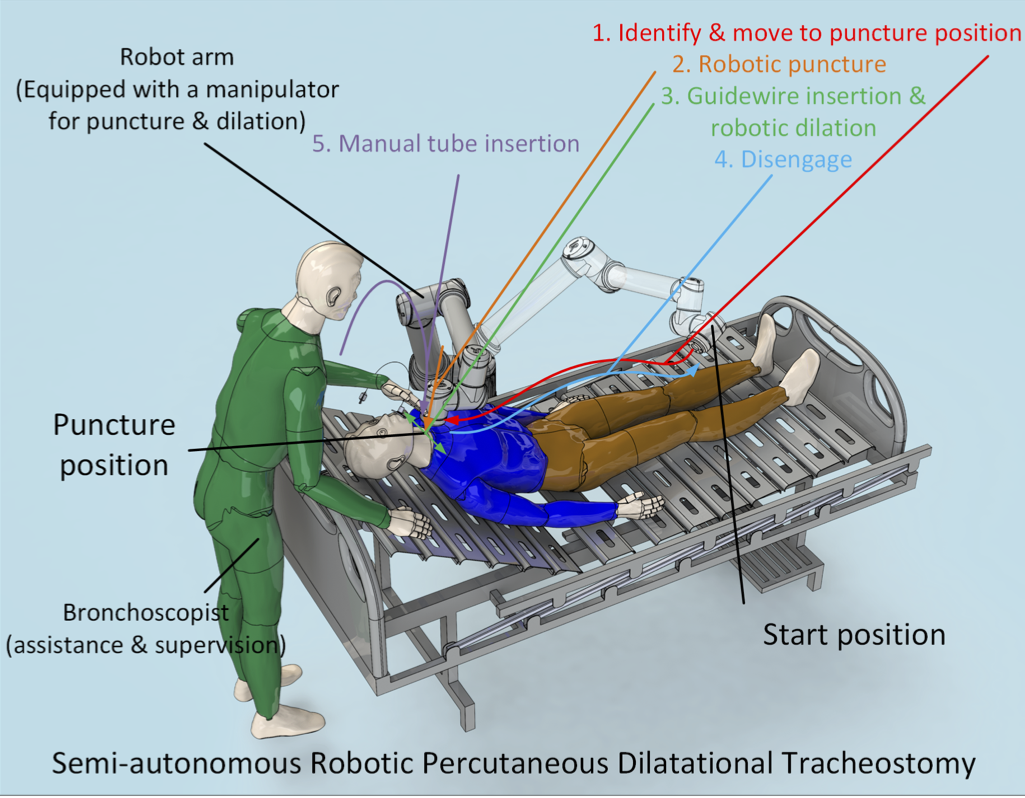 1. Identify & move to puncture position
Robot arm
(Equipped with a manipulator
for puncture & dilation)
2. Robotic puncture
3. Guidewire insertion &
robotic dilation
4. Disengage
5. Manual tube insertion
Puncture
position
Bronchoscopist
(assistance & supervision)
Start position
Semi-autonomous Robotic Percutaneous Dilatational Tracheostomy